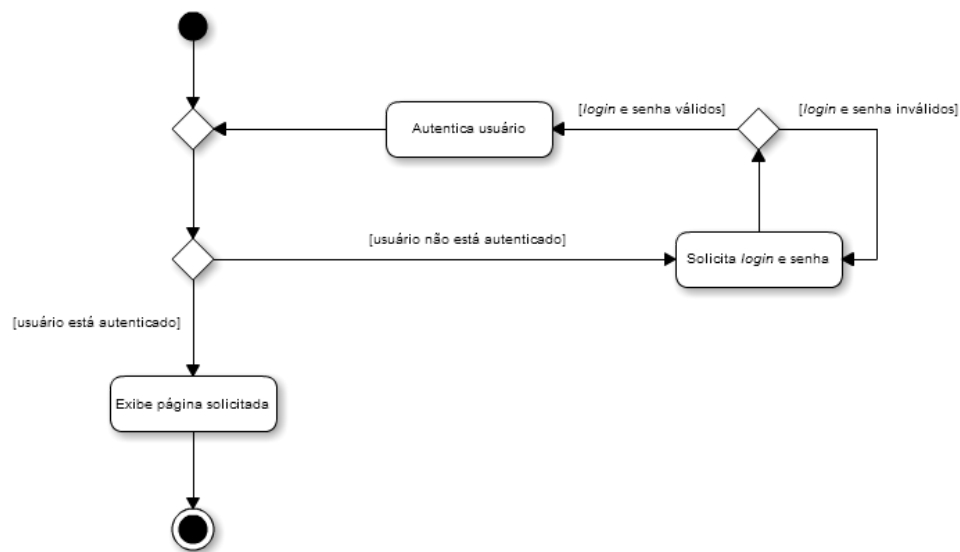 [login e senha válidos]
[login e senha inválidos]
Autentica usuário
[usuário não está autenticado]
Solicita login e senha
[usuário está autenticado]
Exibe página solicitada